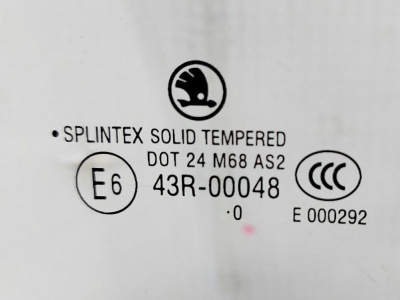 • SPLINTEX SOLID TEMPERED
DOT 24 M68 AS2
E6 43R-00048 CCC
·0 E 000292